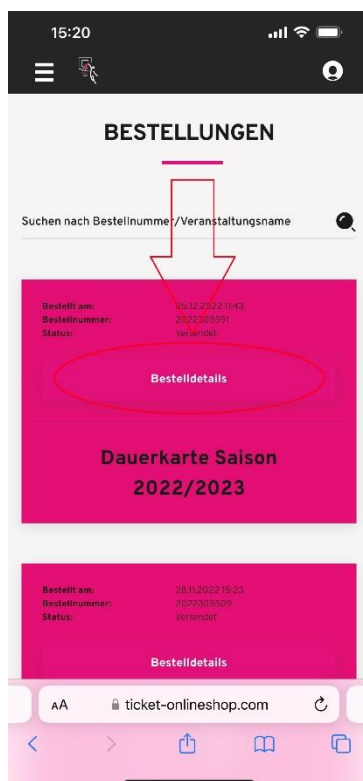 15:20
BESTELLUNGEN
Suchen nach Bestellnummer/Veranstaltungsname
Bestellt am: 05.12.2022 11:43
Bestellnummer: 2022303591
Status: Versendet
Bestelldetails
Dauerkarte Saison
2022/2023
Bestellt am: 28.11.2022 15:23
Bestellnummer: 2022303509
Status: Versendet
Bestelldetails
AA ticket-onlineshop.com